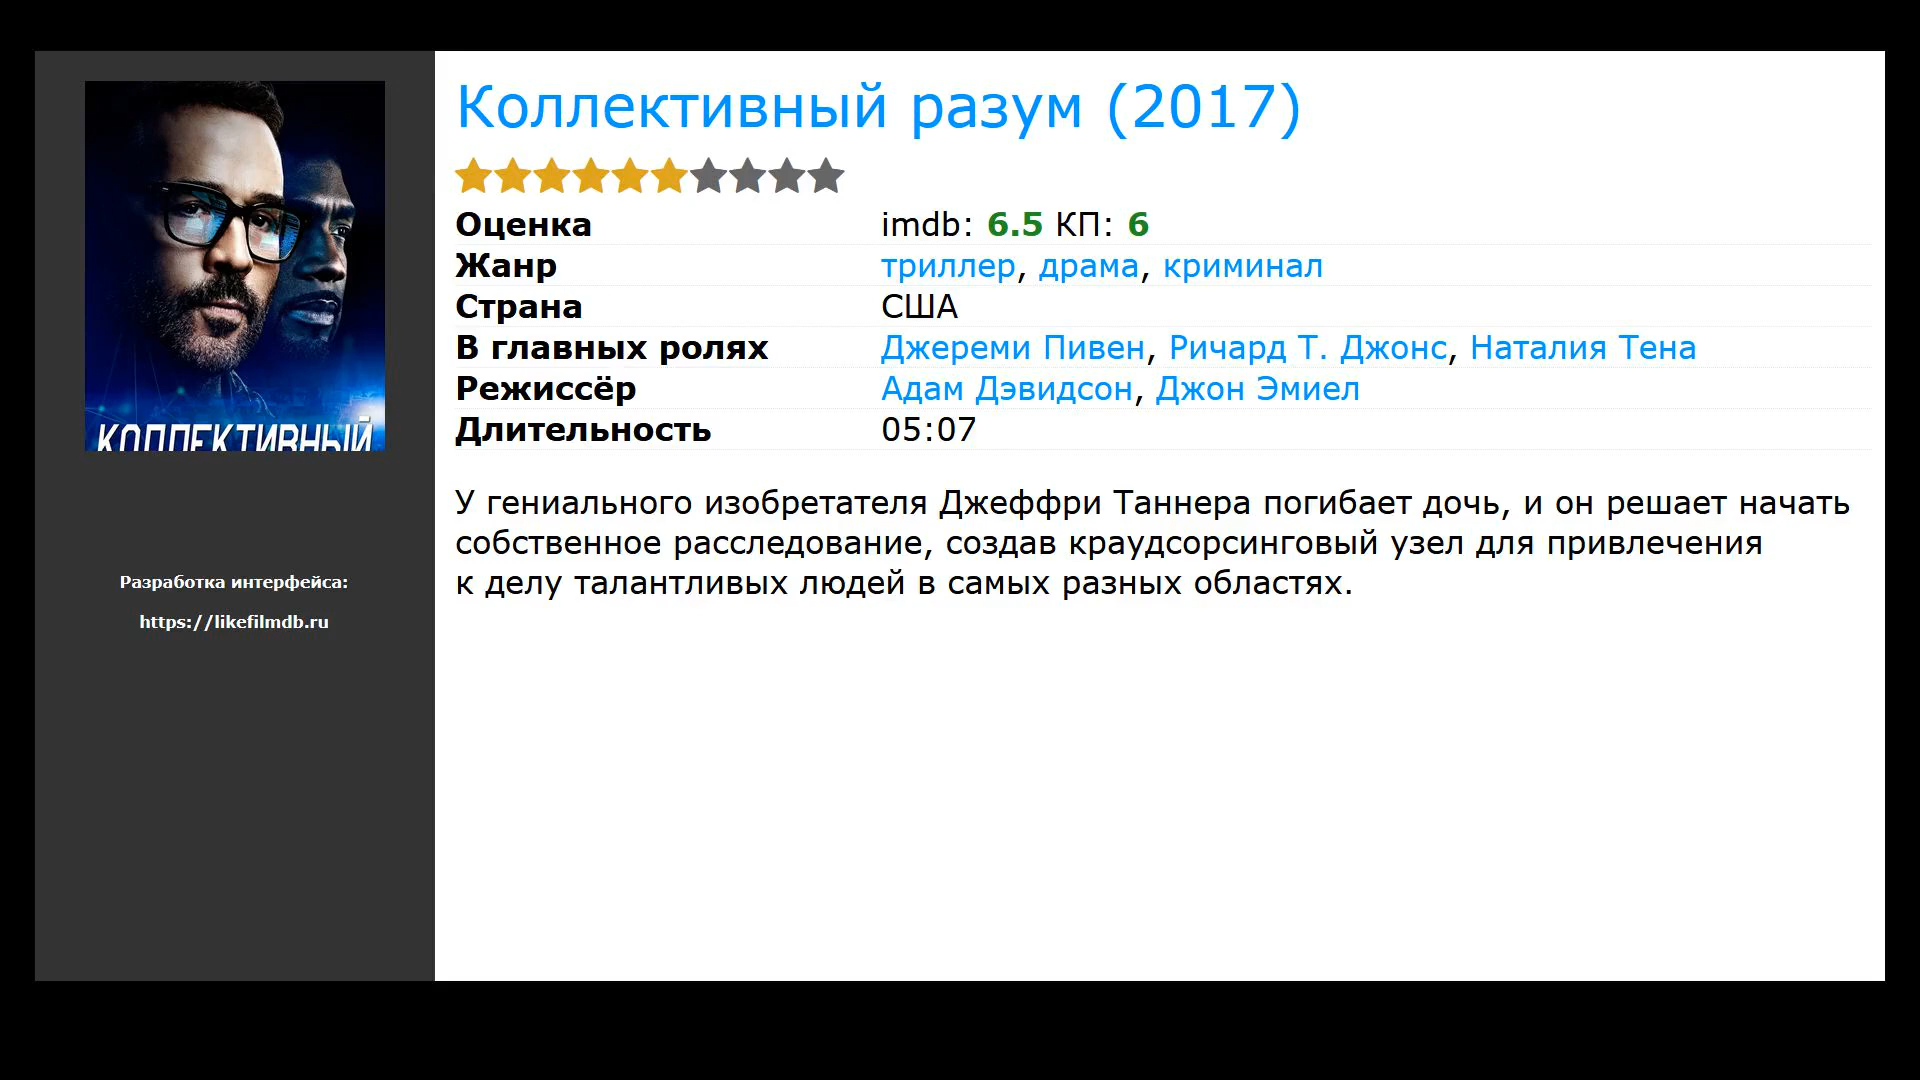 КОЛЛЕКТИВНЫЙ
Разработка интерфейса:
https://likefilmdb.ru
Коллективный разум (2017)
Оценка imdb: 6.5 КП: 6
Жанр триллер, драма, криминал
Страна США
В главных ролях Джереми Пивен, Ричард Т. Джонс, Наталия Тена
Режиссёр Адам Дэвидсон, Джон Эмиел
Длительность 05:07
У гениального изобретателя Джеффри Таннера погибает дочь, и он решает начать
собственное расследование, создав краудсорсинговый узел для привлечения
к делу талантливых людей в самых разных областях.